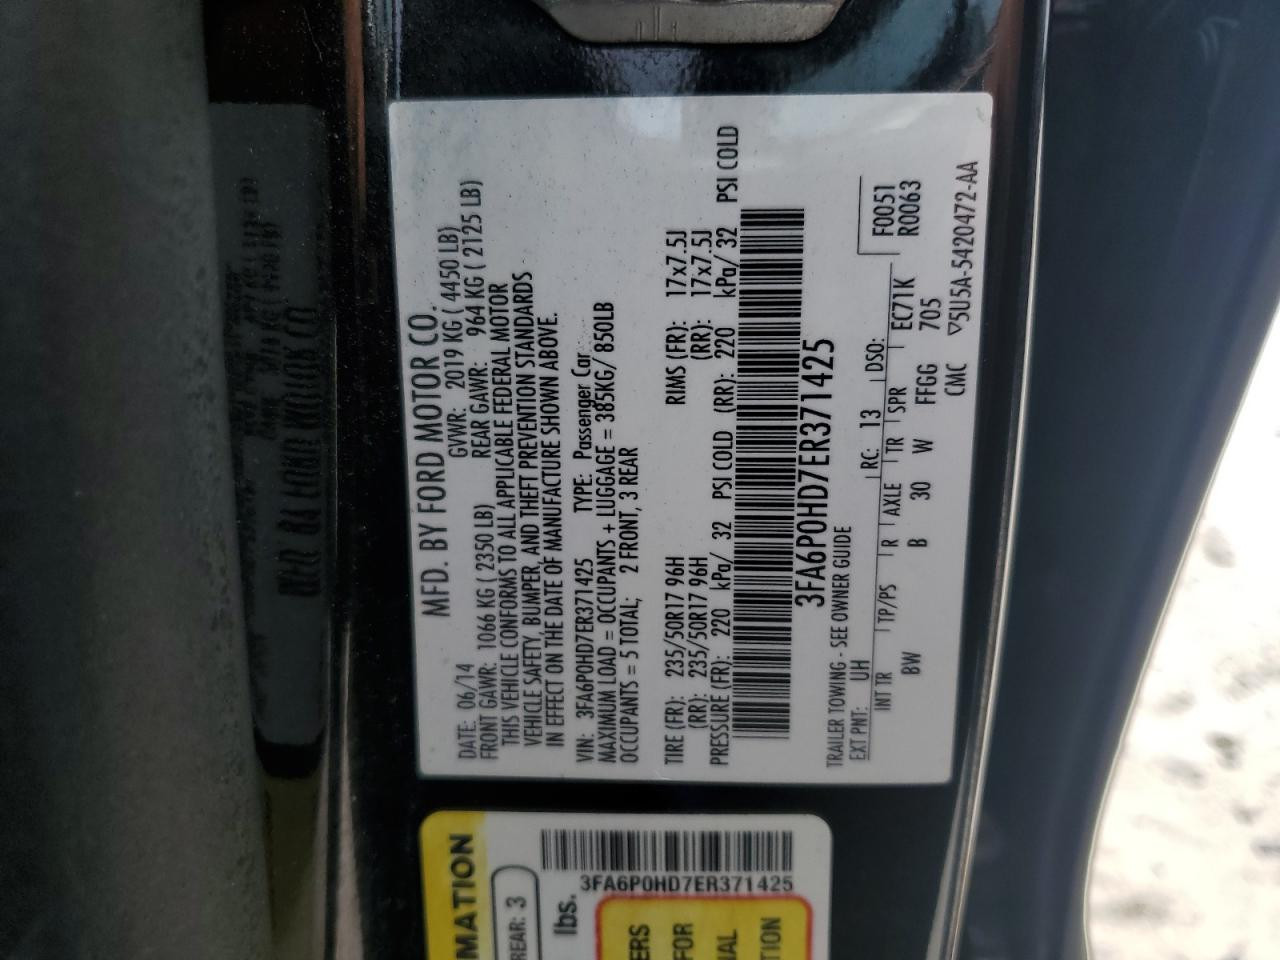 MFD. BY FORD MOTOR CO.
DATE: 06/14 GVWR: 2019 KG ( 4450 LB)
FRONT GAWR: 1066 KG ( 2350 LB) REAR GAWR: 964 KG ( 2125 LB)
THIS VEHICLE CONFORMS TO ALL APPLICABLE FEDERAL MOTOR
VEHICLE SAFETY, BUMPER, AND THEFT PREVENTION STANDARDS
IN EFFECT ON THE DATE OF MANUFACTURE SHOWN ABOVE.
VIN: 3FA6P0HD7ER371425 TYPE: Passenger Car
MAXIMUM LOAD = OCCUPANTS + LUGGAGE = 385KG/ 850LB
OCCUPANTS = 5 TOTAL; 2 FRONT, 3 REAR
TIRE (FR): 235/50R17 96H RIMS (FR): 17x7.5J
(RR): 235/50R17 96H (RR): 17x7.5J
PRESSURE (FR): 220 kPa/ 32 PSI COLD (RR): 220 kPa/ 32 PSI COLD
3FA6P0HD7ER371425
TRAILER TOWING - SEE OWNER GUIDE
EXT PNT: UH RC: 13 DSO: F0051
R0063
INT TR TP/PS R AXLE TR SPR EC71K
BW B 30 W FFGG 705
CMC ▽5U5A-5420472-AA
MATION
REAR: 3
lbs.
3FA6P0HD7ER371425
ERS
FOR
NAL
TION